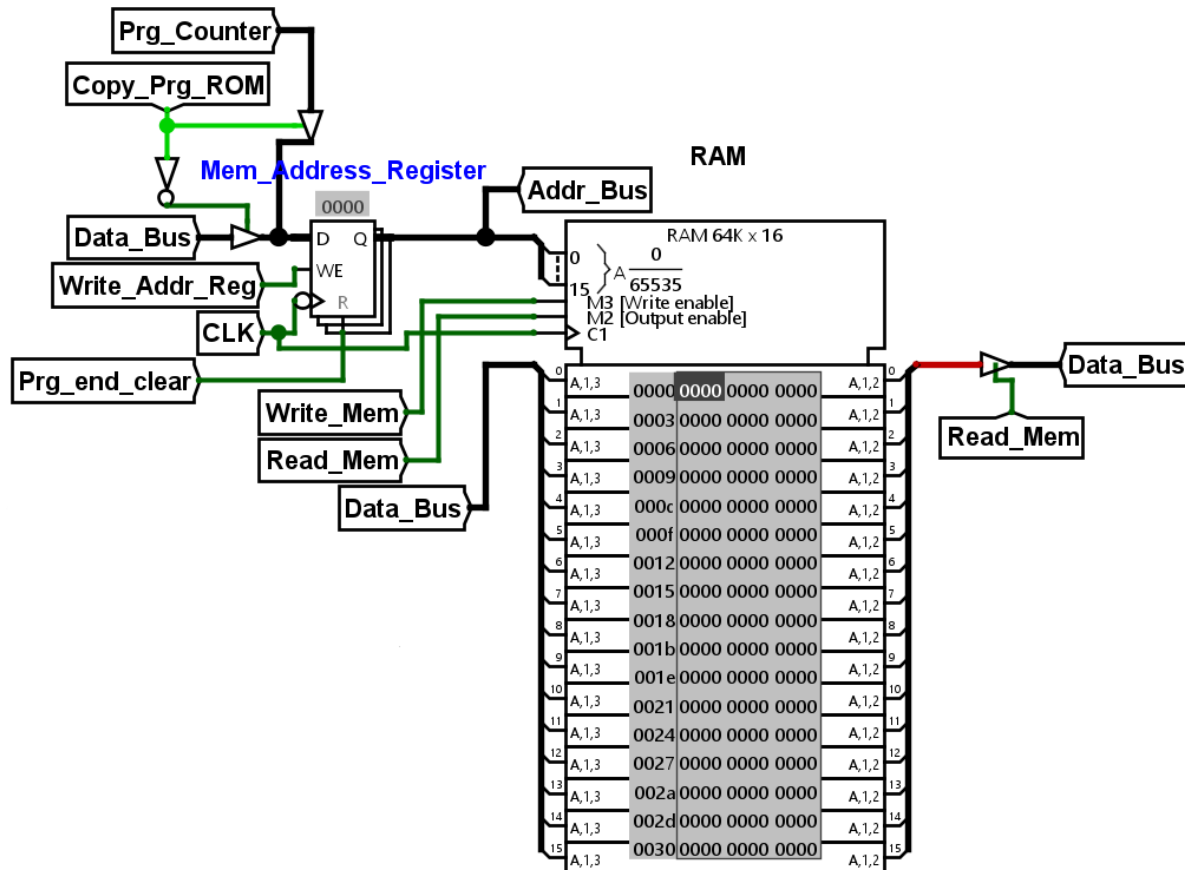 Prg_Counter
Copy_Prg_ROM
Mem_Address_Register
RAM
0000
Addr_Bus
Data_Bus
D Q
WE
R
Write_Addr_Reg
CLK
Prg_end_clear
RAM 64K x 16
0
15
A 0
65535
M3 [Write enable]
M2 [Output enable]
C1
Write_Mem
Read_Mem
Data_Bus
Data_Bus
Read_Mem
0 A,1,3 0000 0000 0000 0000 A,1,2 0
1 A,1,3 0003 0000 0000 0000 A,1,2 1
2 A,1,3 0006 0000 0000 0000 A,1,2 2
3 A,1,3 0009 0000 0000 0000 A,1,2 3
4 A,1,3 000c 0000 0000 0000 A,1,2 4
5 A,1,3 000f 0000 0000 0000 A,1,2 5
6 A,1,3 0012 0000 0000 0000 A,1,2 6
7 A,1,3 0015 0000 0000 0000 A,1,2 7
8 A,1,3 0018 0000 0000 0000 A,1,2 8
9 A,1,3 001b 0000 0000 0000 A,1,2 9
10 A,1,3 001e 0000 0000 0000 A,1,2 10
11 A,1,3 0021 0000 0000 0000 A,1,2 11
12 A,1,3 0024 0000 0000 0000 A,1,2 12
13 A,1,3 0027 0000 0000 0000 A,1,2 13
14 A,1,3 002a 0000 0000 0000 A,1,2 14
15 A,1,3 002d 0000 0000 0000 A,1,2 15
0030 0000 0000 0000